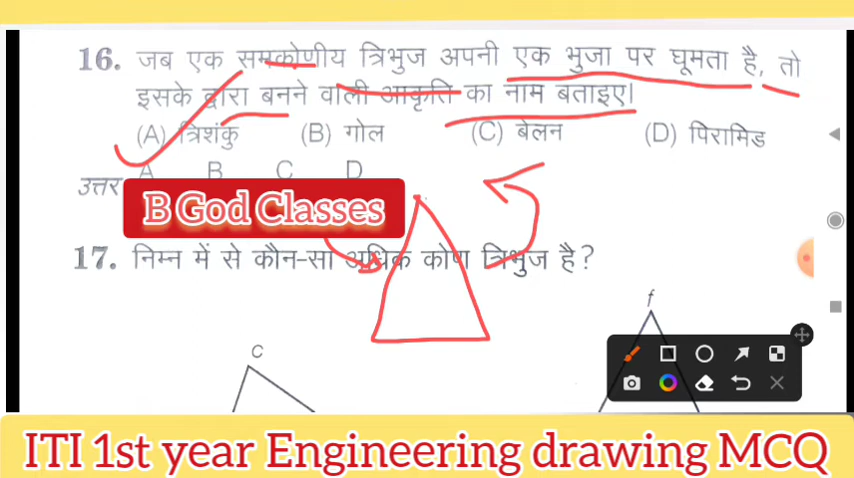 16. जब एक समकोणीय त्रिभुज अपनी एक भुजा पर घूमता है, तो
इसके द्वारा बनने वाली आकृति का नाम बताइए।
(A) त्रिशंकु (B) गोल (C) बेलन (D) पिरामिड
उत्तर A B C D
B God Classes
17. निम्न में से कौन-सा अधिक कोण त्रिभुज है?
C
f
ITI 1st year Engineering drawing MCQ